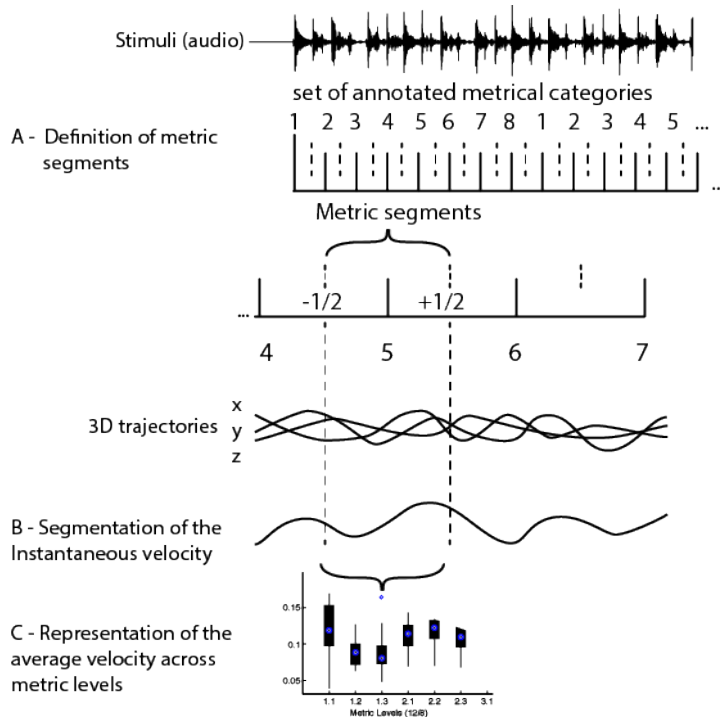 Stimuli (audio)
set of annotated metrical categories
1 2 3 4 5 6 7 8 1 2 3 4 5 ...
A - Definition of metric
segments
..
Metric segments
-1/2 +1/2
...
4 5 6 7
x
3D trajectories y
z
B - Segmentation of the
Instantaneous velocity
C - Representation of the
average velocity across
metric levels
0.15
0.1
0.05
1.1 1.2 1.3 2.1 2.2 2.3 3.1
Metric Levels (12/8)